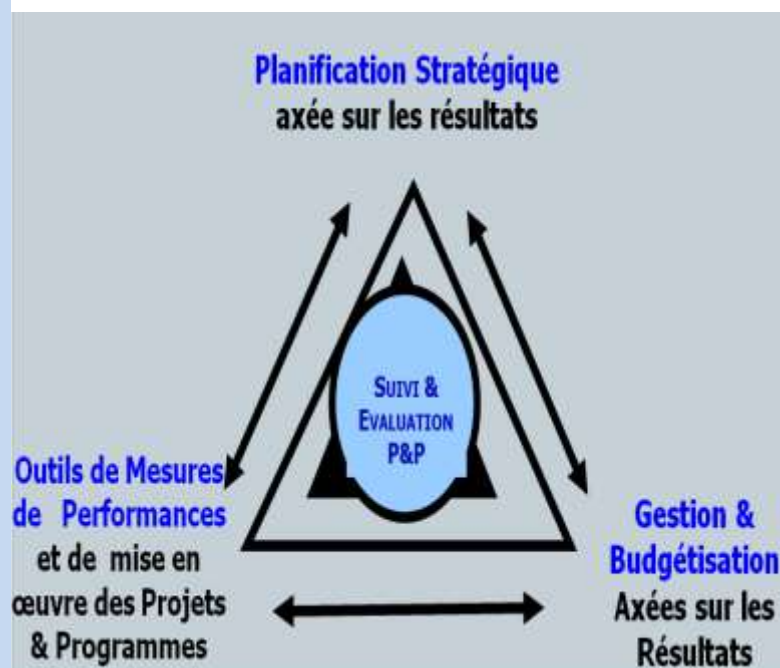 Planification Stratégique
axée sur les résultats
SUIVI &
EVALUATION
P&P
Outils de Mesures
de Performances
et de mise en
œuvre des Projets
& Programmes
Gestion &
Budgétisation
Axées sur les
Résultats